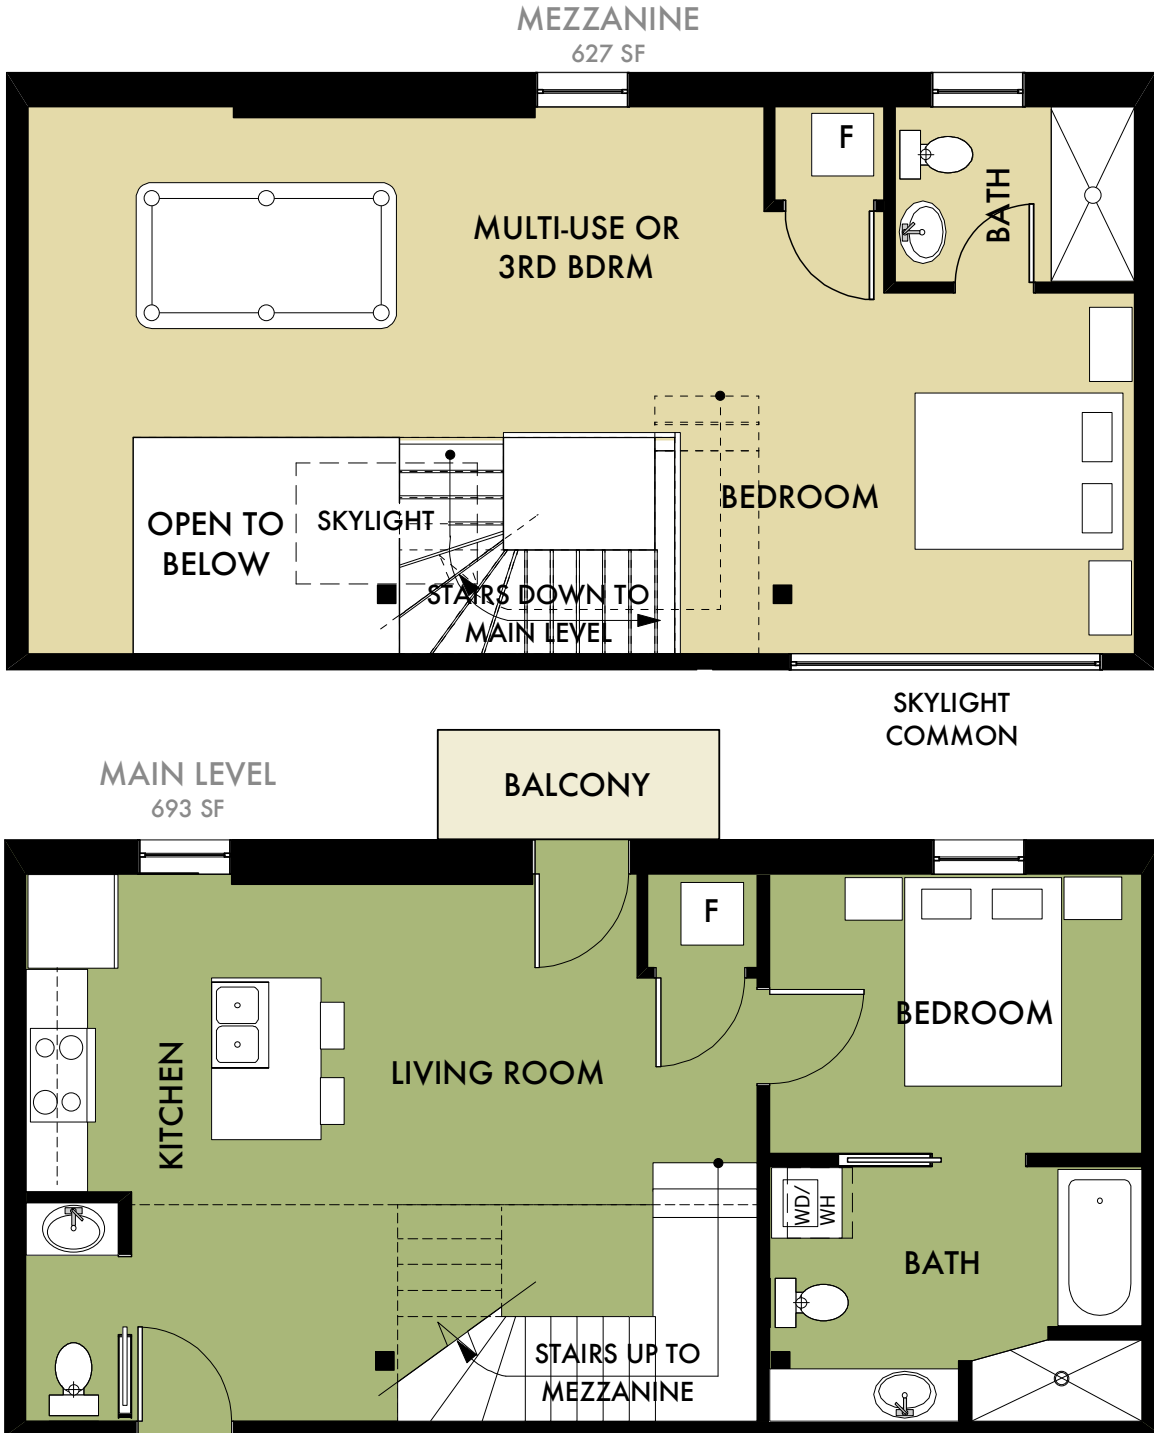 MEZZANINE
627 SF
F
BATH
MULTI-USE OR
3RD BDRM
BEDROOM
OPEN TO
BELOW
SKYLIGHT
STAIRS DOWN TO
MAIN LEVEL
SKYLIGHT
COMMON
MAIN LEVEL
693 SF
BALCONY
F
BEDROOM
KITCHEN
LIVING ROOM
WD/
WH
BATH
STAIRS UP TO
MEZZANINE